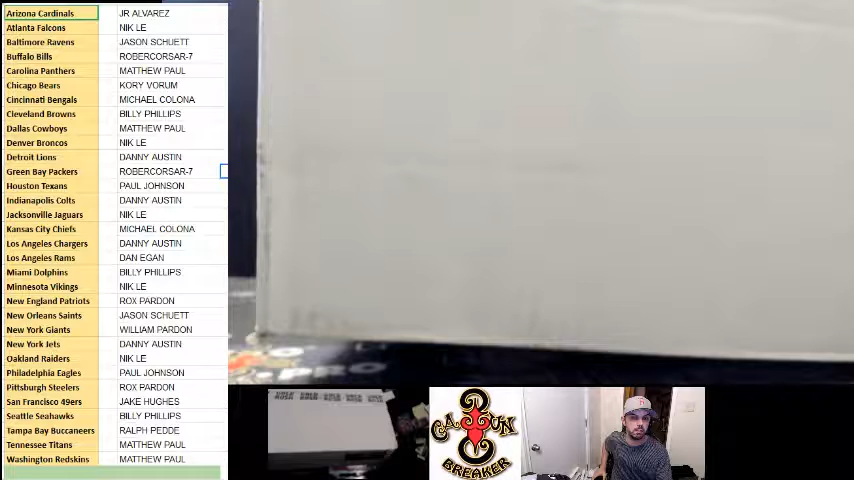 Arizona Cardinals JR ALVAREZ
Atlanta Falcons NIK LE
Baltimore Ravens JASON SCHUETT
Buffalo Bills ROBERCORSAR-7
Carolina Panthers MATTHEW PAUL
Chicago Bears KORY VORUM
Cincinnati Bengals MICHAEL COLONA
Cleveland Browns BILLY PHILLIPS
Dallas Cowboys MATTHEW PAUL
Denver Broncos NIK LE
Detroit Lions DANNY AUSTIN
Green Bay Packers ROBERCORSAR-7
Houston Texans PAUL JOHNSON
Indianapolis Colts DANNY AUSTIN
Jacksonville Jaguars NIK LE
Kansas City Chiefs MICHAEL COLONA
Los Angeles Chargers DANNY AUSTIN
Los Angeles Rams DAN EGAN
Miami Dolphins BILLY PHILLIPS
Minnesota Vikings NIK LE
New England Patriots ROX PARDON
New Orleans Saints JASON SCHUETT
New York Giants WILLIAM PARDON
New York Jets DANNY AUSTIN
Oakland Raiders NIK LE
Philadelphia Eagles PAUL JOHNSON
Pittsburgh Steelers ROX PARDON
San Francisco 49ers JAKE HUGHES
Seattle Seahawks BILLY PHILLIPS
Tampa Bay Buccaneers RALPH PEDDE
Tennessee Titans MATTHEW PAUL
Washington Redskins MATTHEW PAUL
CAJUN
BREAKER